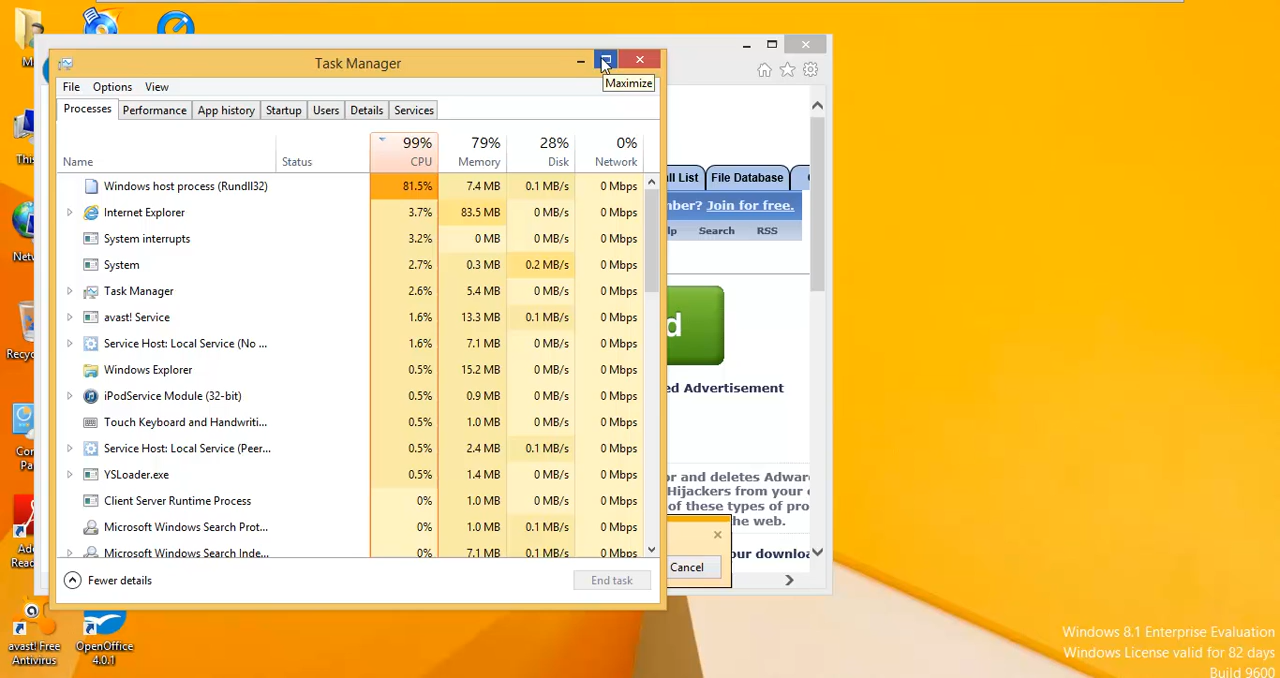 Task Manager
Maximize
File Options View
Processes Performance App history Startup Users Details Services
99% 79% 28% 0%
Name Status CPU Memory Disk Network
Windows host process (Rundll32) 81.5% 7.4 MB 0.1 MB/s 0 Mbps
Internet Explorer 3.7% 83.5 MB 0 MB/s 0 Mbps
System interrupts 3.2% 0 MB 0 MB/s 0 Mbps
System 2.7% 0.3 MB 0.2 MB/s 0 Mbps
Task Manager 2.6% 5.4 MB 0 MB/s 0 Mbps
avast! Service 1.6% 13.3 MB 0.1 MB/s 0 Mbps
Service Host: Local Service (No ... 1.6% 7.1 MB 0 MB/s 0 Mbps
Windows Explorer 0.5% 15.2 MB 0 MB/s 0 Mbps
iPodService Module (32-bit) 0.5% 0.9 MB 0 MB/s 0 Mbps
Touch Keyboard and Handwriti... 0.5% 1.0 MB 0 MB/s 0 Mbps
Service Host: Local Service (Peer... 0.5% 2.4 MB 0.1 MB/s 0 Mbps
YSLoader.exe 0.5% 1.4 MB 0 MB/s 0 Mbps
Client Server Runtime Process 0% 1.0 MB 0 MB/s 0 Mbps
Microsoft Windows Search Prot... 0% 1.0 MB 0.1 MB/s 0 Mbps
Microsoft Windows Search Inde... 0% 7.1 MB 0.1 MB/s 0 Mbps
Fewer details End task
ll List File Database
ber? Join for free.
lp Search RSS
d
ed Advertisement
or and deletes Adwar
Hijackers from your
of these types of pro
he web.
our downloa
Cancel
This
Netw
Recyc
Con
Pa
Ado
Read
avast! Free
Antivirus
OpenOffice
4.0.1
Windows 8.1 Enterprise Evaluation
Windows License valid for 82 days
Build 9600